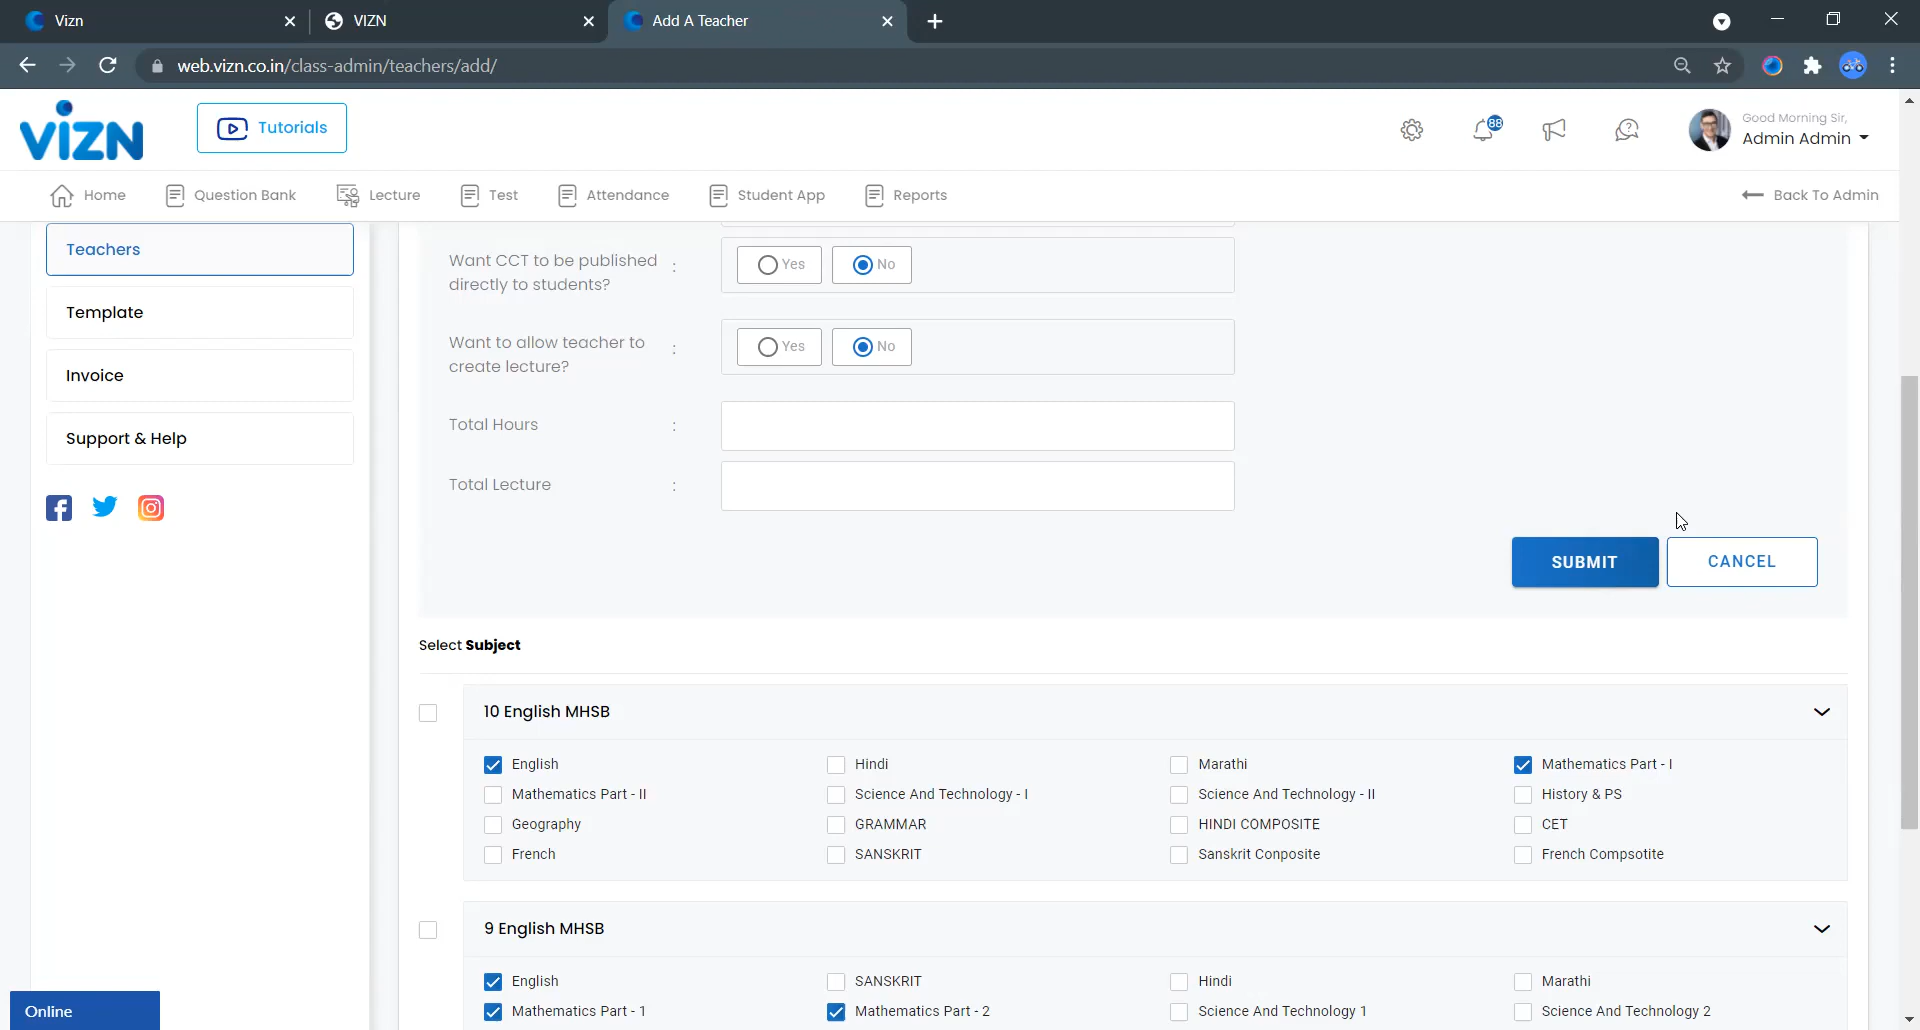 Vizn
VIZN
Add A Teacher
web.vizn.co.in/class-admin/teachers/add/
VIZN
Tutorials
88
Good Morning Sir,
Admin Admin
Home
Question Bank
Lecture
Test
Attendance
Student App
Reports
Back To Admin
Teachers
Template
Invoice
Support & Help
Want CCT to be published
directly to students?
:
Yes
No
Want to allow teacher to
create lecture?
:
Yes
No
Total Hours :
Total Lecture :
SUBMIT
CANCEL
Select Subject
10 English MHSB
English
Hindi
Marathi
Mathematics Part - I
Mathematics Part - II
Science And Technology - I
Science And Technology - II
History & PS
Geography
GRAMMAR
HINDI COMPOSITE
CET
French
SANSKRIT
Sanskrit Conposite
French Compsotite
9 English MHSB
English
SANSKRIT
Hindi
Marathi
Mathematics Part - 1
Mathematics Part - 2
Science And Technology 1
Science And Technology 2
Online